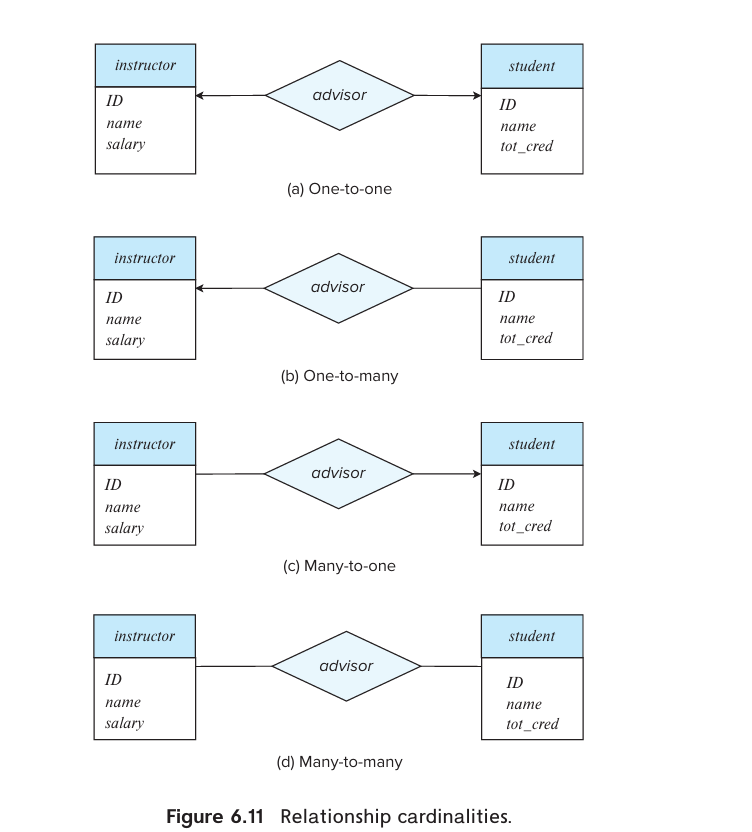 instructor
ID
name
salary
advisor
student
ID
name
tot_cred
(a) One-to-one
instructor
ID
name
salary
advisor
student
ID
name
tot_cred
(b) One-to-many
instructor
ID
name
salary
advisor
student
ID
name
tot_cred
(c) Many-to-one
instructor
ID
name
salary
advisor
student
ID
name
tot_cred
(d) Many-to-many
Figure 6.11 Relationship cardinalities.